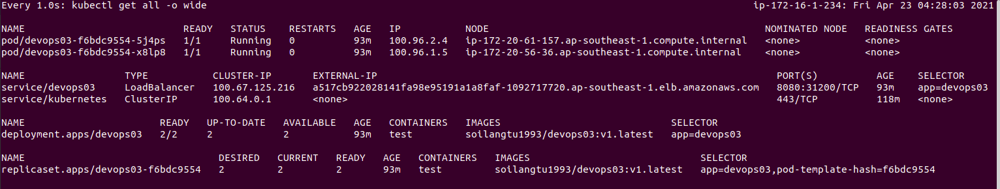 Every 1.0s: kubectl get all -o wide ip-172-16-1-234: Fri Apr 23 04:28:03 2021
NAME READY STATUS RESTARTS AGE IP NODE NOMINATED NODE READINESS GATES
pod/devops03-f6bdc9554-5j4ps 1/1 Running 0 93m 100.96.2.4 ip-172-20-61-157.ap-southeast-1.compute.internal <none> <none>
pod/devops03-f6bdc9554-x8lp8 1/1 Running 0 93m 100.96.1.5 ip-172-20-56-36.ap-southeast-1.compute.internal <none> <none>
NAME TYPE CLUSTER-IP EXTERNAL-IP PORT(S) AGE SELECTOR
service/devops03 LoadBalancer 100.67.125.216 a517cb922028141fa98e95191a1a8faf-1092717720.ap-southeast-1.elb.amazonaws.com 8080:31200/TCP 93m app=devops03
service/kubernetes ClusterIP 100.64.0.1 <none> 443/TCP 118m <none>
NAME READY UP-TO-DATE AVAILABLE AGE CONTAINERS IMAGES SELECTOR
deployment.apps/devops03 2/2 2 2 93m test soilangtu1993/devops03:v1.latest app=devops03
NAME DESIRED CURRENT READY AGE CONTAINERS IMAGES SELECTOR
replicaset.apps/devops03-f6bdc9554 2 2 2 93m test soilangtu1993/devops03:v1.latest app=devops03,pod-template-hash=f6bdc9554